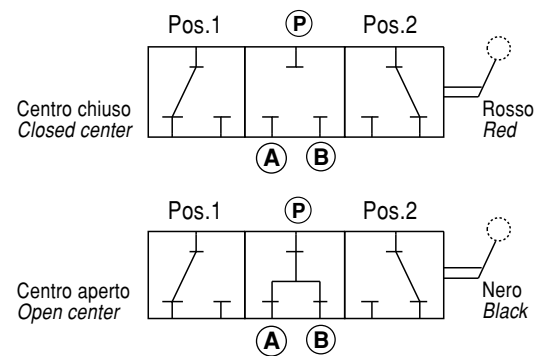 Pos.1 P Pos.2
Centro chiuso
Closed center
Rosso
Red
A B
Pos.1 P Pos.2
Centro aperto
Open center
Nero
Black
A B